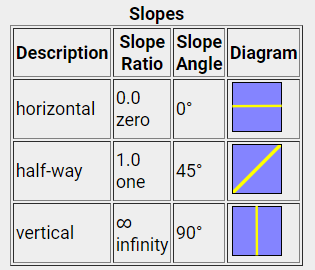 Slopes
Description Slope Ratio Slope Angle Diagram
horizontal 0.0 zero 0°
half-way 1.0 one 45°
vertical ∞ infinity 90°